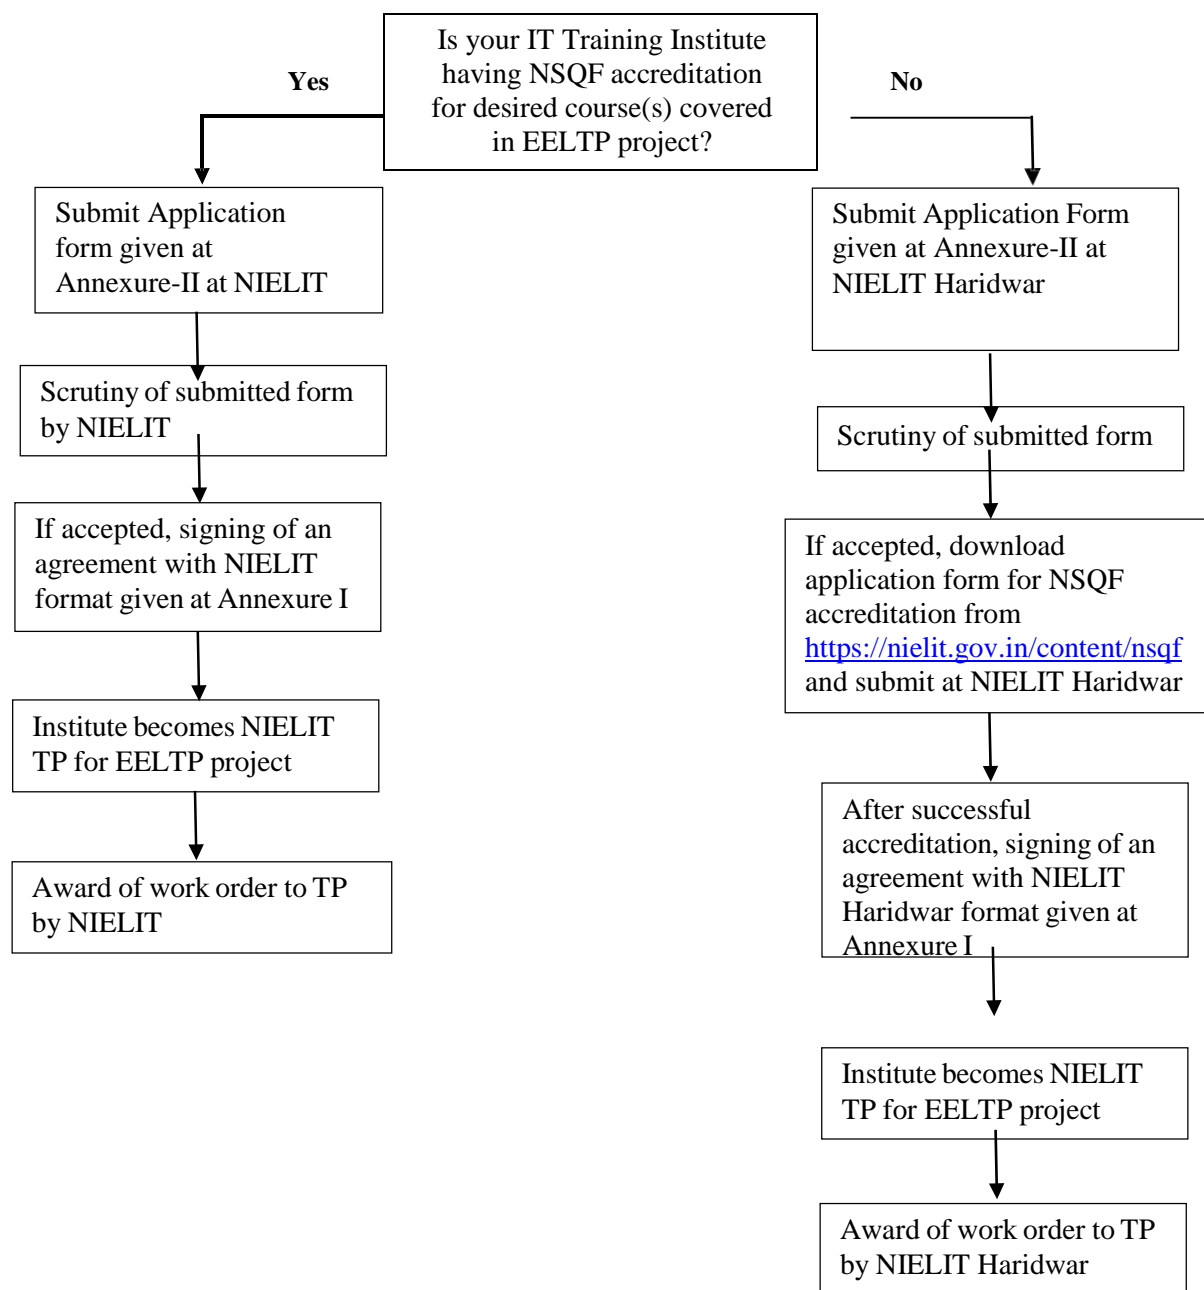 Is your IT Training Institute
having NSQF accreditation
for desired course(s) covered
in EELTP project?
Yes
No
Submit Application
form given at
Annexure-II at NIELIT
Scrutiny of submitted form
by NIELIT
If accepted, signing of an
agreement with NIELIT
format given at Annexure I
Institute becomes NIELIT
TP for EELTP project
Award of work order to TP
by NIELIT
Submit Application Form
given at Annexure-II at
NIELIT Haridwar
Scrutiny of submitted form
If accepted, download
application form for NSQF
accreditation from
https://nielit.gov.in/content/nsqf
and submit at NIELIT Haridwar
After successful
accreditation, signing of an
agreement with NIELIT
Haridwar format given at
Annexure I
Institute becomes NIELIT
TP for EELTP project
Award of work order to TP
by NIELIT Haridwar